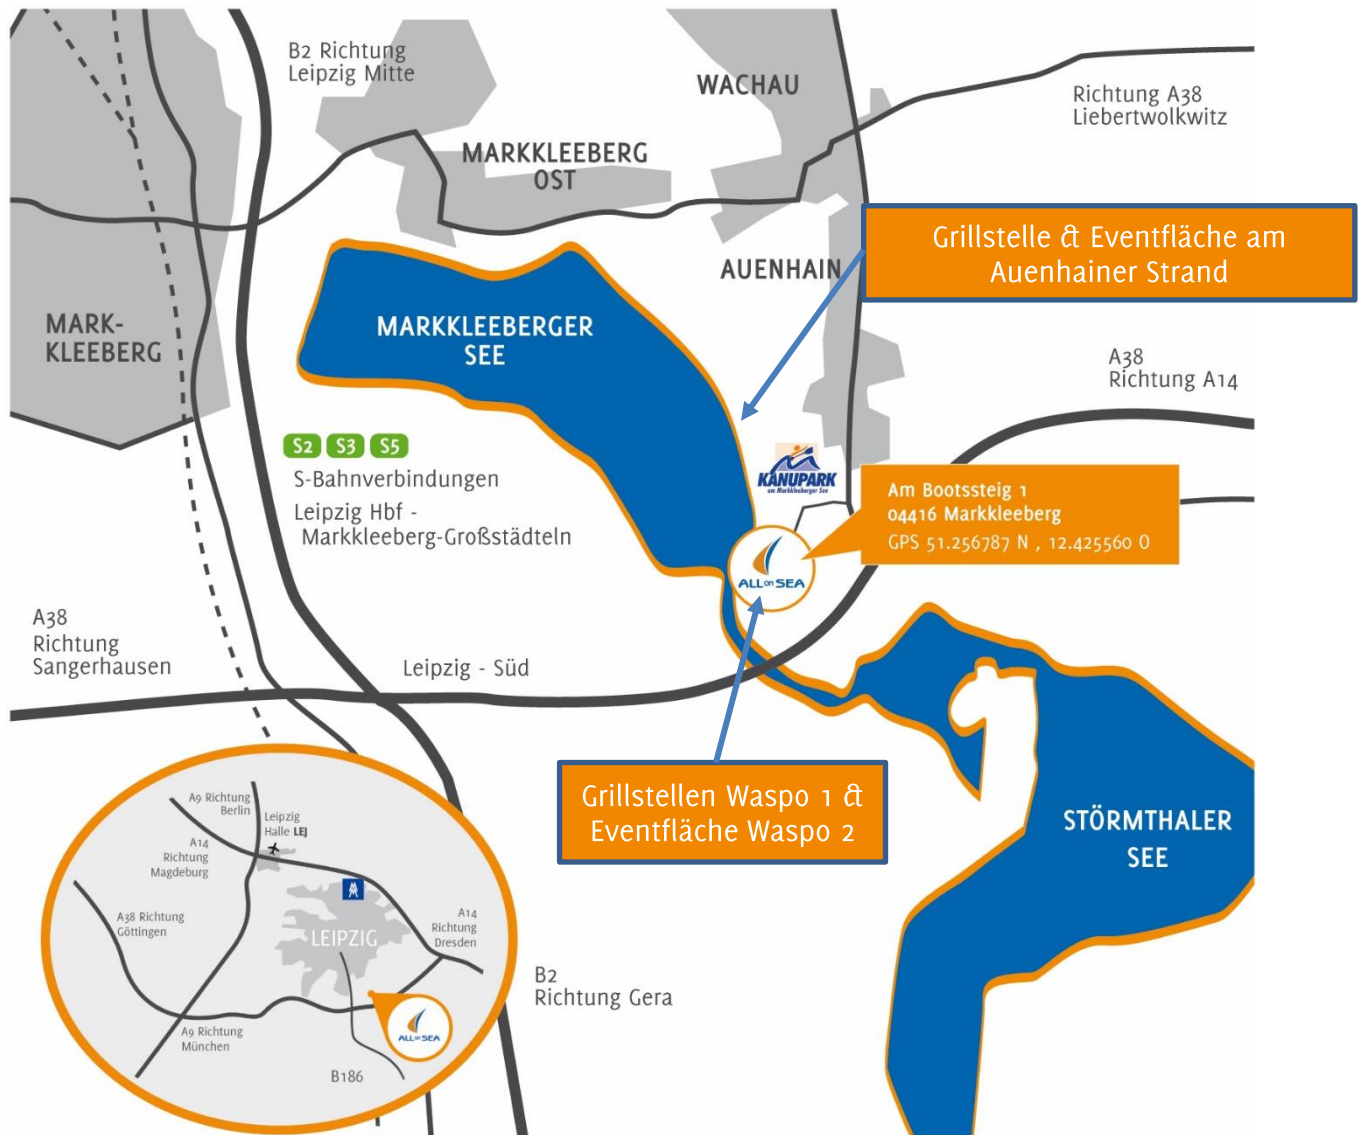 B2 Richtung
Leipzig Mitte
WACHAU
Richtung A38
Liebertwolkwitz
MARKKLEEBERG
OST
Grillstelle & Eventfläche am
Auenhainer Strand
AUENHAIN
MARK-
KLEEBERG
MARKKLEEBERGER
SEE
A38
Richtung A14
S2 S3 S5
S-Bahnverbindungen
Leipzig Hbf -
Markkleeberg-Großstädteln
KANUPARK
am Markkleeberger See
Am Bootssteig 1
04416 Markkleeberg
GPS 51.256787 N , 12.425560 O
ALL on SEA
A38
Richtung
Sangerhausen
Leipzig - Süd
Grillstellen Waspo 1 &
Eventfläche Waspo 2
STÖRMTHALER
SEE
A9 Richtung
Berlin
Leipzig
Halle LEJ
A14
Richtung
Magdeburg
A38 Richtung
Göttingen
LEIPZIG
A14
Richtung
Dresden
A9 Richtung
München
ALL on SEA
B186
B2
Richtung Gera